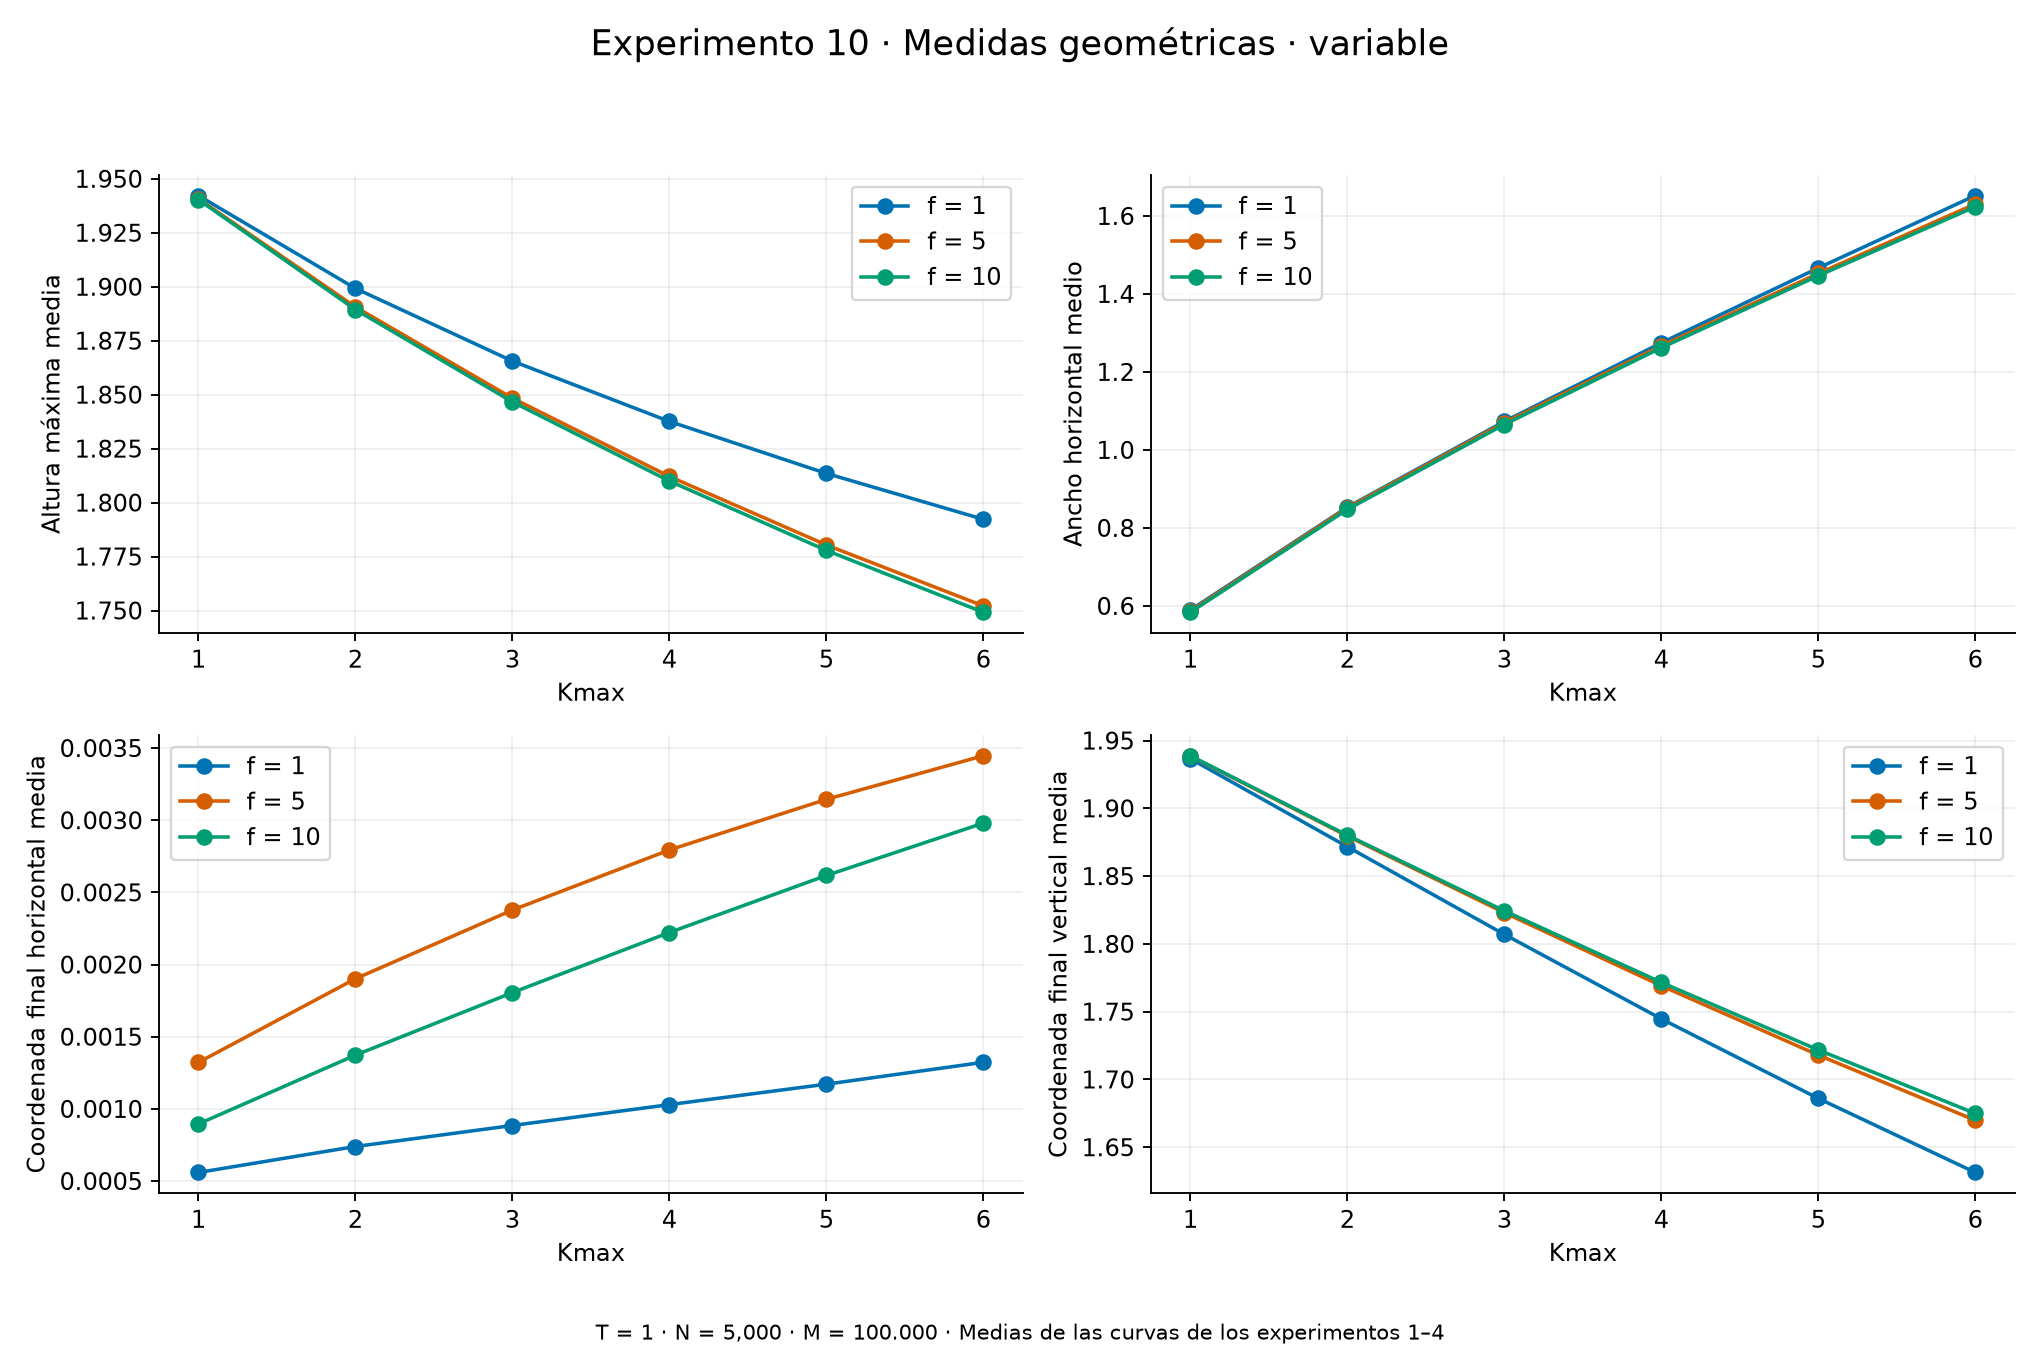 Experimento 10 · Medidas geométricas · variable
Altura máxima media
1.950
1.925
1.900
1.875
1.850
1.825
1.800
1.775
1.750
1 2 3 4 5 6
Kmax
f = 1
f = 5
f = 10
Ancho horizontal medio
1.6
1.4
1.2
1.0
0.8
0.6
1 2 3 4 5 6
Kmax
f = 1
f = 5
f = 10
Coordenada final horizontal media
0.0035
0.0030
0.0025
0.0020
0.0015
0.0010
0.0005
1 2 3 4 5 6
Kmax
f = 1
f = 5
f = 10
Coordenada final vertical media
1.95
1.90
1.85
1.80
1.75
1.70
1.65
1 2 3 4 5 6
Kmax
f = 1
f = 5
f = 10
T = 1 · N = 5,000 · M = 100.000 · Medias de las curvas de los experimentos 1–4